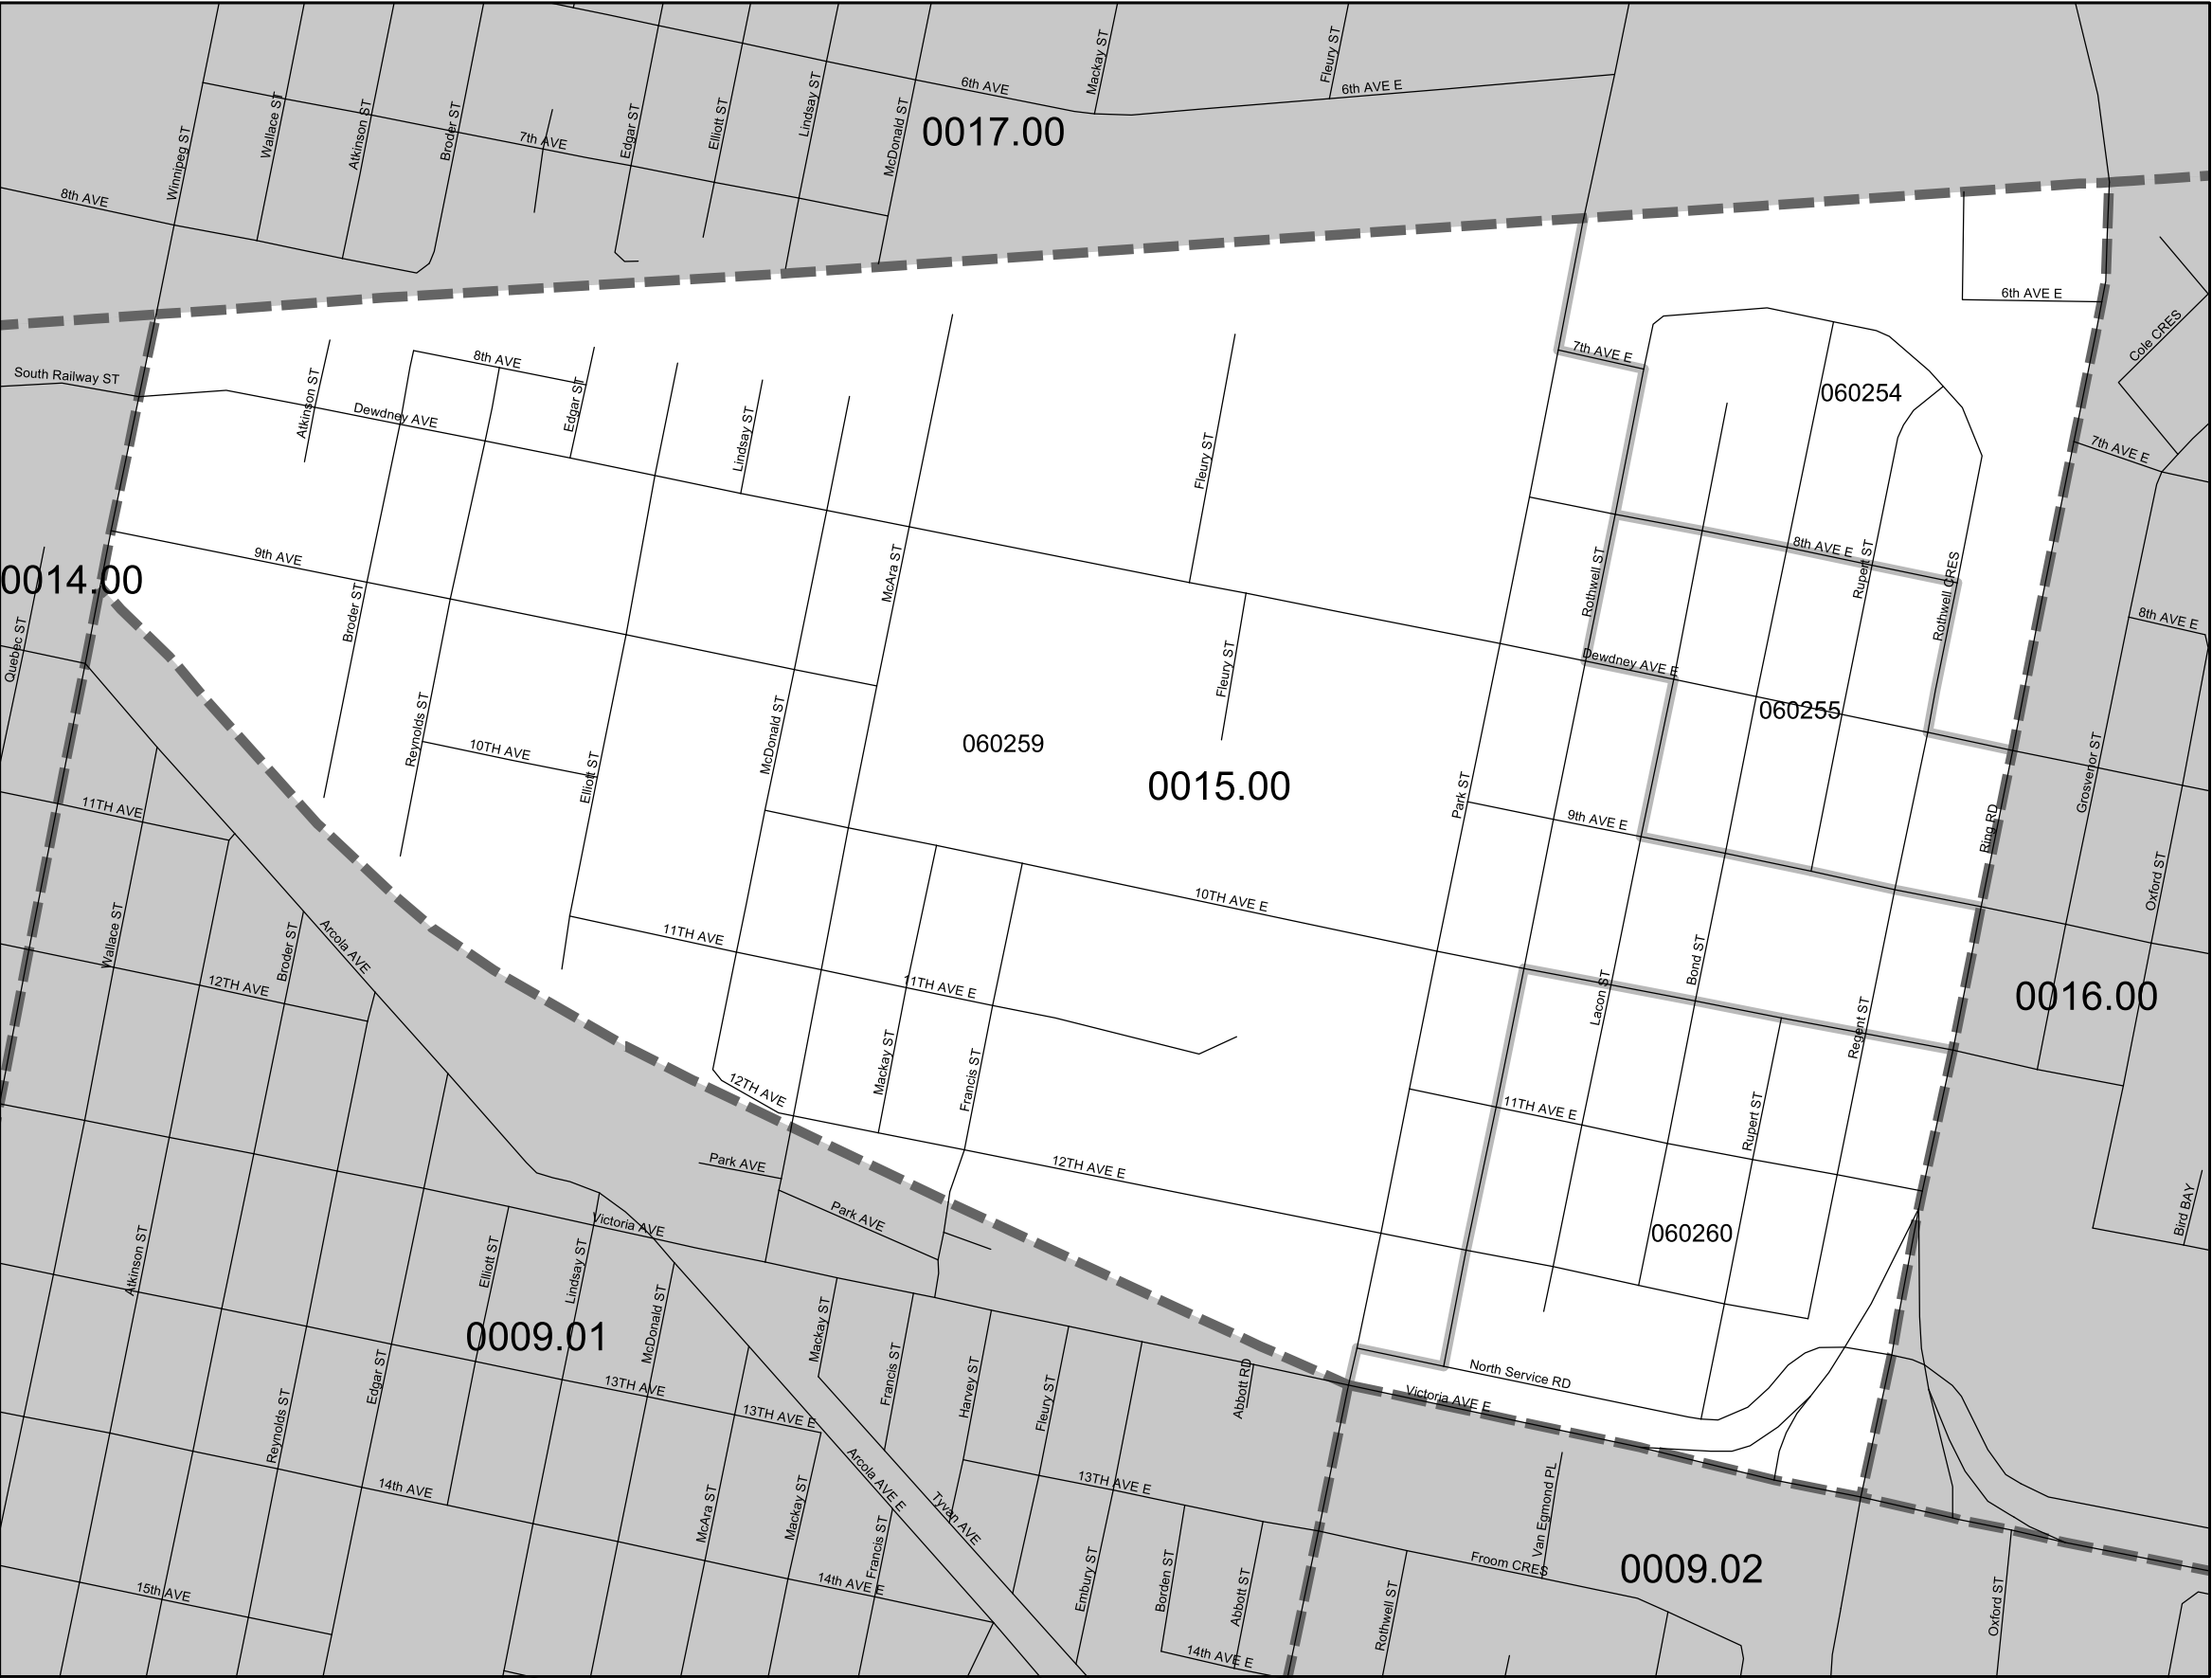 Mackay ST
Fleury ST
6th AVE
6th AVE E
Wallace ST
Atkinson ST
Broder ST
Edgar ST
Elliott ST
Lindsay ST
McDonald ST
0017.00
7th AVE
Winnipeg ST
8th AVE
6th AVE E
Cole CRES
7th AVE E
8th AVE
South Railway ST
Atkinson ST
Edgar ST
060254
Dewdney AVE
Lindsay ST
Fleury ST
7th AVE E
9th AVE
0014.00
McAra ST
8th AVE E
Rupert ST
Rothwell ST
Rothwell CRES
Broder ST
8th AVE E
Quebec ST
Fleury ST
Dewdney AVE E
Reynolds ST
060255
McDonald ST
060259
10TH AVE
Elliott ST
0015.00
Park ST
Grosvenor ST
11TH AVE
9th AVE E
Ring RD
Oxford ST
10TH AVE E
Wallace ST
Broder ST
Arcola AVE
11TH AVE
12TH AVE
11TH AVE E
Lacon ST
Bond ST
Regent ST
0016.00
Mackay ST
Francis ST
12TH AVE
11TH AVE E
Rupert ST
Park AVE
12TH AVE E
Park AVE
Bird BAY
Victoria AVE
060260
Atkinson ST
Elliott ST
Lindsay ST
McDonald ST
0009.01
Mackay ST
Francis ST
Harvey ST
Fleury ST
Abbott RD
North Service RD
Victoria AVE E
Edgar ST
13TH AVE
13TH AVE E
Reynolds ST
14th AVE
Arcola AVE E
13TH AVE E
McAra ST
Mackay ST
Tyvan AVE
Van Egmond PL
Francis ST
Froom CRES
0009.02
15th AVE
14th AVE E
Embury ST
Borden ST
Abbott ST
Rothwell ST
Oxford ST
14th AVE E